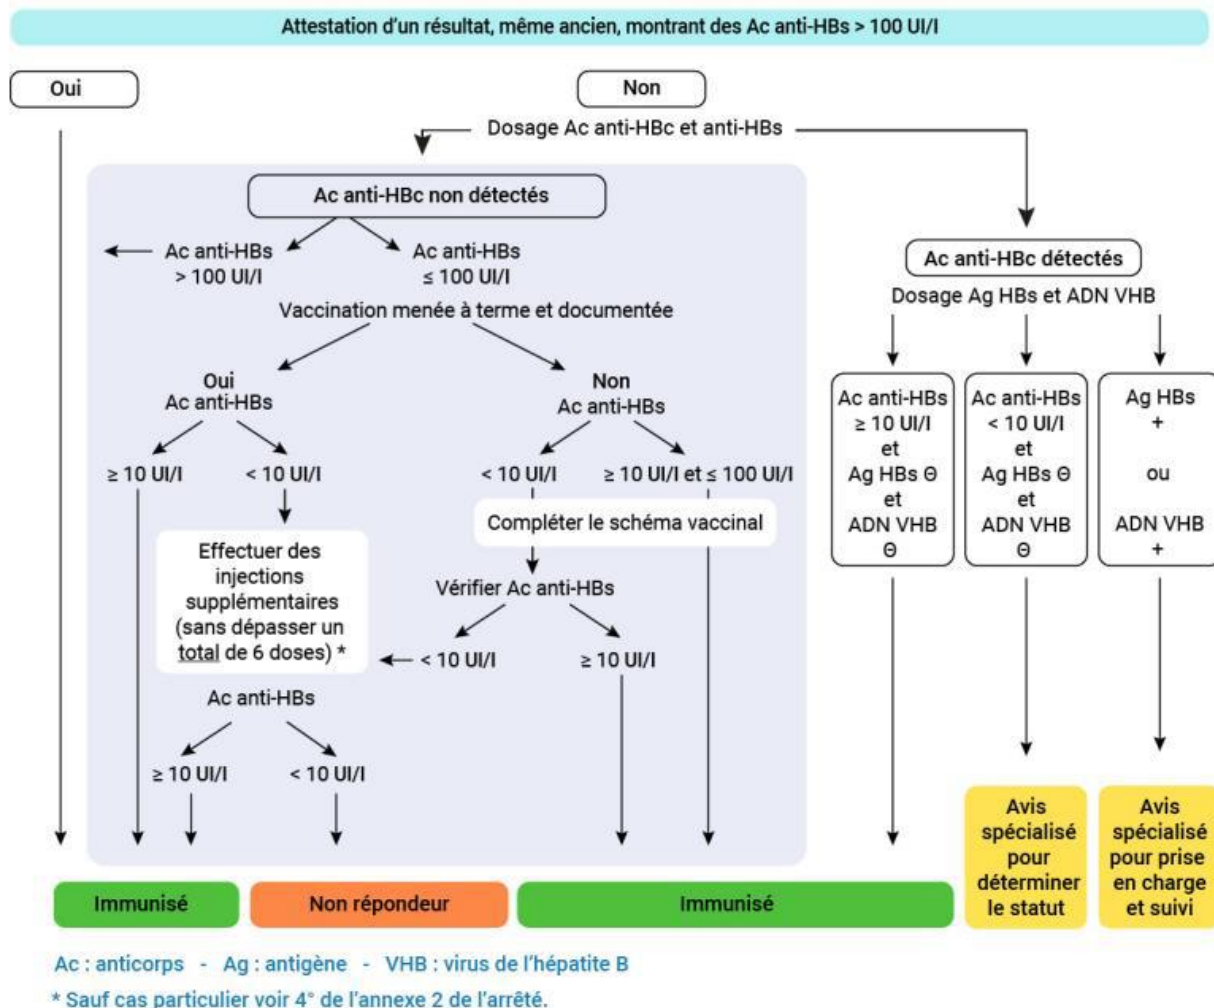 Attestation d'un résultat, même ancien, montrant des Ac anti-HBs > 100 UI/l
Oui
Non
Dosage Ac anti-HBc et anti-HBs
Ac anti-HBc non détectés
Ac anti-HBs
> 100 UI/l
Ac anti-HBs
≤ 100 UI/l
Vaccination menée à terme et documentée
Oui
Ac anti-HBs
≥ 10 UI/l
< 10 UI/l
Effectuer des
injections
supplémentaires
(sans dépasser un
total de 6 doses) *
Ac anti-HBs
≥ 10 UI/l
< 10 UI/l
Non
Ac anti-HBs
< 10 UI/l
≥ 10 UI/l et ≤ 100 UI/l
Compléter le schéma vaccinal
Vérifier Ac anti-HBs
< 10 UI/l
≥ 10 UI/l
Ac anti-HBc détectés
Dosage Ag HBs et ADN VHB
Ac anti-HBs
≥ 10 UI/l
et
Ag HBs Θ
et
ADN VHB
Θ
Ac anti-HBs
< 10 UI/l
et
Ag HBs Θ
et
ADN VHB
Θ
Ag HBs
+
ou
ADN VHB
+
Immunisé
Non répondeur
Immunisé
Avis
spécialisé
pour
déterminer
le statut
Avis
spécialisé
pour prise
en charge
et suivi
Ac : anticorps - Ag : antigène - VHB : virus de l'hépatite B
* Sauf cas particulier voir 4° de l'annexe 2 de l'arrêté.